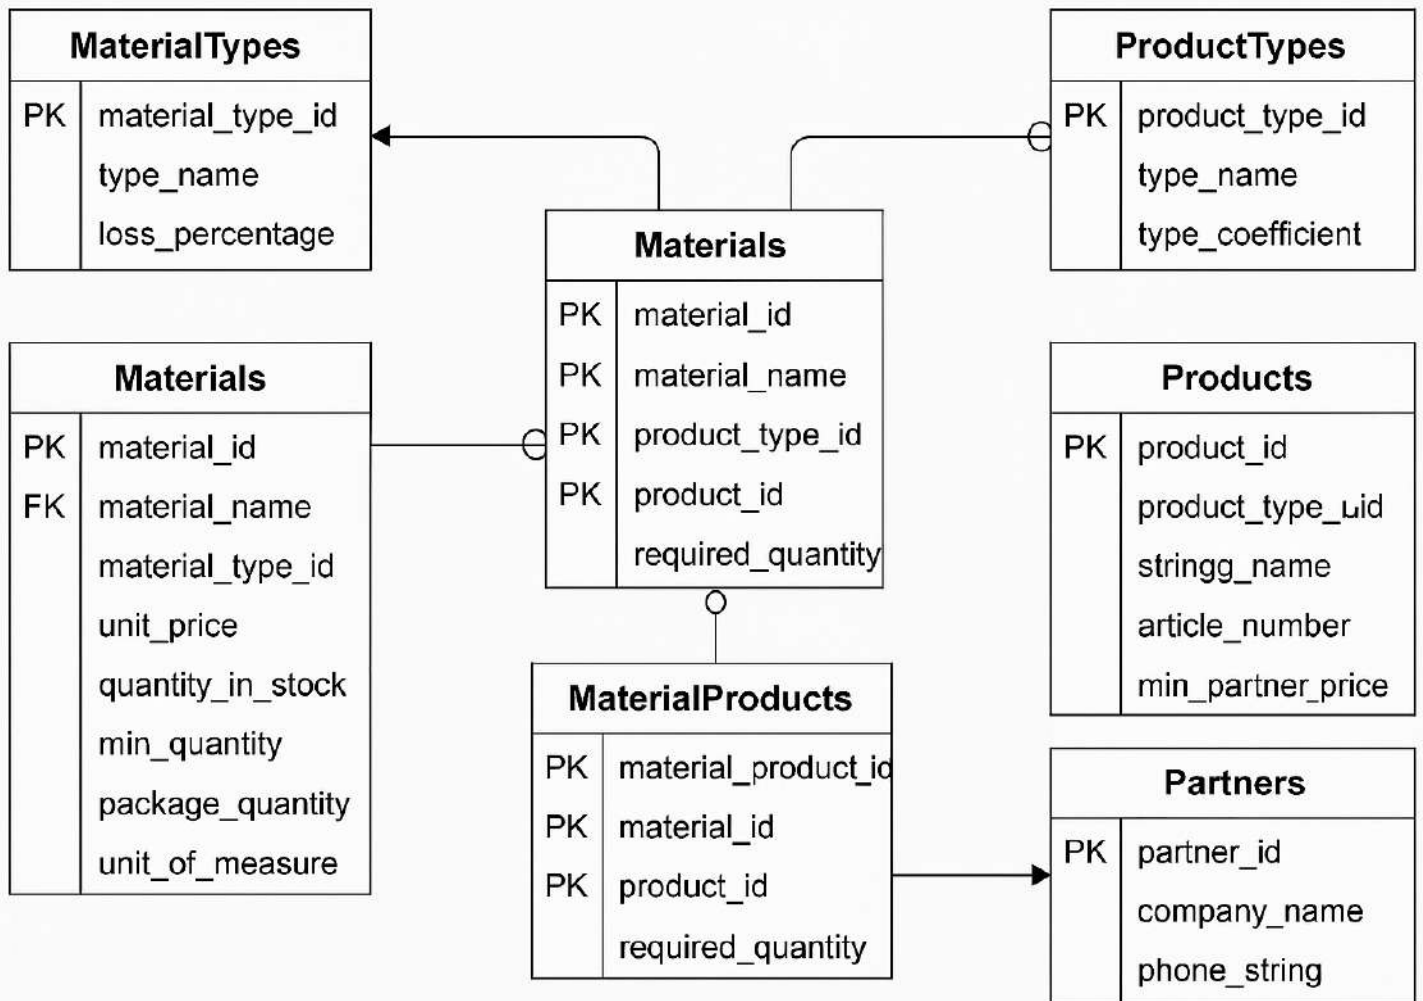 MaterialTypes
PK material_type_id
type_name
loss_percentage
ProductTypes
PK product_type_id
type_name
type_coefficient
Materials
PK material_id
PK material_name
PK product_type_id
PK product_id
required_quantity
Materials
PK material_id
FK material_name
material_type_id
unit_price
quantity_in_stock
min_quantity
package_quantity
unit_of_measure
Products
PK product_id
product_type_uid
stringg_name
article_number
min_partner_price
MaterialProducts
PK material_product_id
PK material_id
PK product_id
required_quantity
Partners
PK partner_id
company_name
phone_string